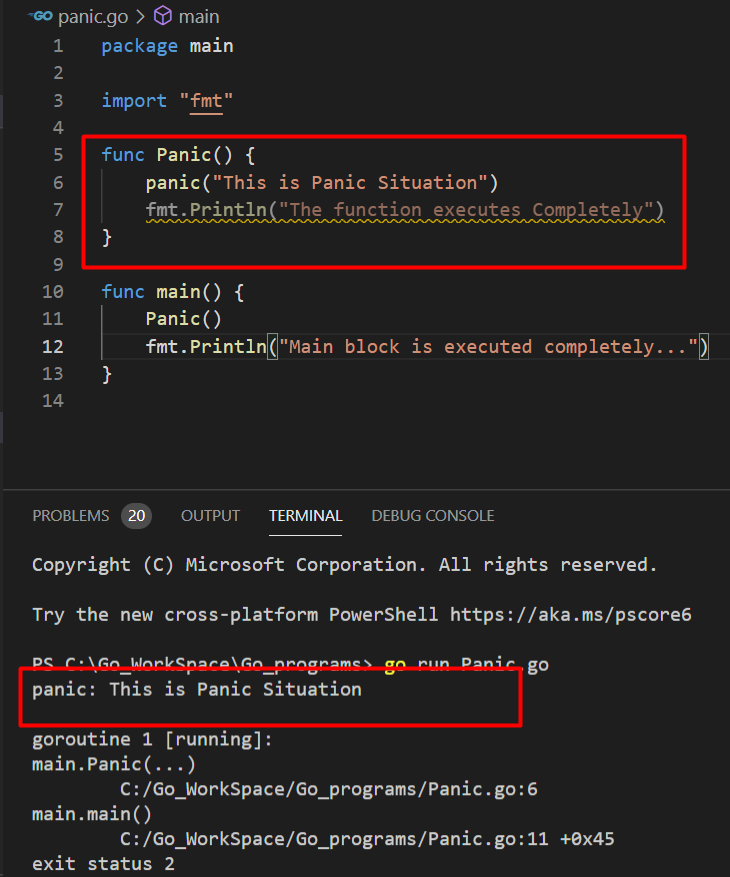 GO panic.go > main
1 package main
2
3 import "fmt"
4
5 func Panic() {
6 panic("This is Panic Situation")
7 fmt.Println("The function executes Completely")
8 }
9
10 func main() {
11 Panic()
12 fmt.Println("Main block is executed completely...")
13 }
14
PROBLEMS 20 OUTPUT TERMINAL DEBUG CONSOLE
Copyright (C) Microsoft Corporation. All rights reserved.
Try the new cross-platform PowerShell https://aka.ms/pscore6
PS C:\Go_WorkSpace\Go_programs> go run Panic.go
panic: This is Panic Situation
goroutine 1 [running]:
main.Panic(...)
C:/Go_WorkSpace/Go_programs/Panic.go:6
main.main()
C:/Go_WorkSpace/Go_programs/Panic.go:11 +0x45
exit status 2